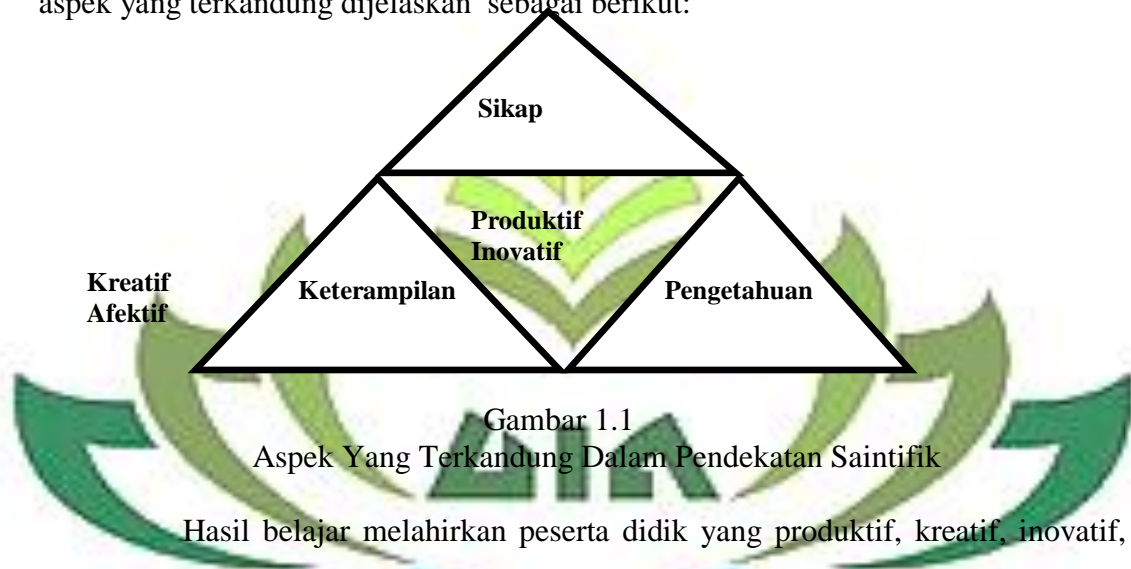 aspek yang terkandung dijelaskan sebagai berikut:
Sikap
Produktif
Inovatif
Kreatif
Afektif
Keterampilan
Pengetahuan
Gambar 1.1
Aspek Yang Terkandung Dalam Pendekatan Saintifik
Hasil belajar melahirkan peserta didik yang produktif, kreatif, inovatif,